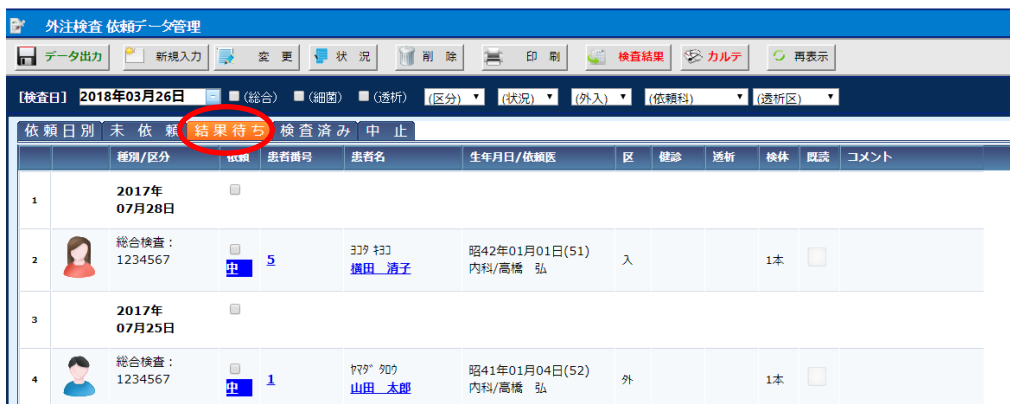 外注検査 依頼データ管理
データ出力 新規入力 変 更 状 況 削 除 印 刷 検査結果 カルテ 再表示
[検査日] 2018年03月26日 (総合) (細菌) (透析) (区分) (状況) (外入) (依頼科) (透析区)
依頼日別 未 依 頼 結果待ち 検査済み 中 止
種別/区分 依頼 患者番号 患者名 生年月日/依頼医 区 健診 透析 検体 既読 コメント
1 2017年
07月28日
2 総合検査：
1234567 中 5 ﾖｺﾀ ｷﾖｺ
横田 清子 昭42年01月01日(51)
内科/高橋 弘 入 1本
3 2017年
07月25日
4 総合検査：
1234567 中 1 ﾔﾏﾀﾞ ﾀﾛｳ
山田 太郎 昭41年01月04日(52)
内科/高橋 弘 外 1本